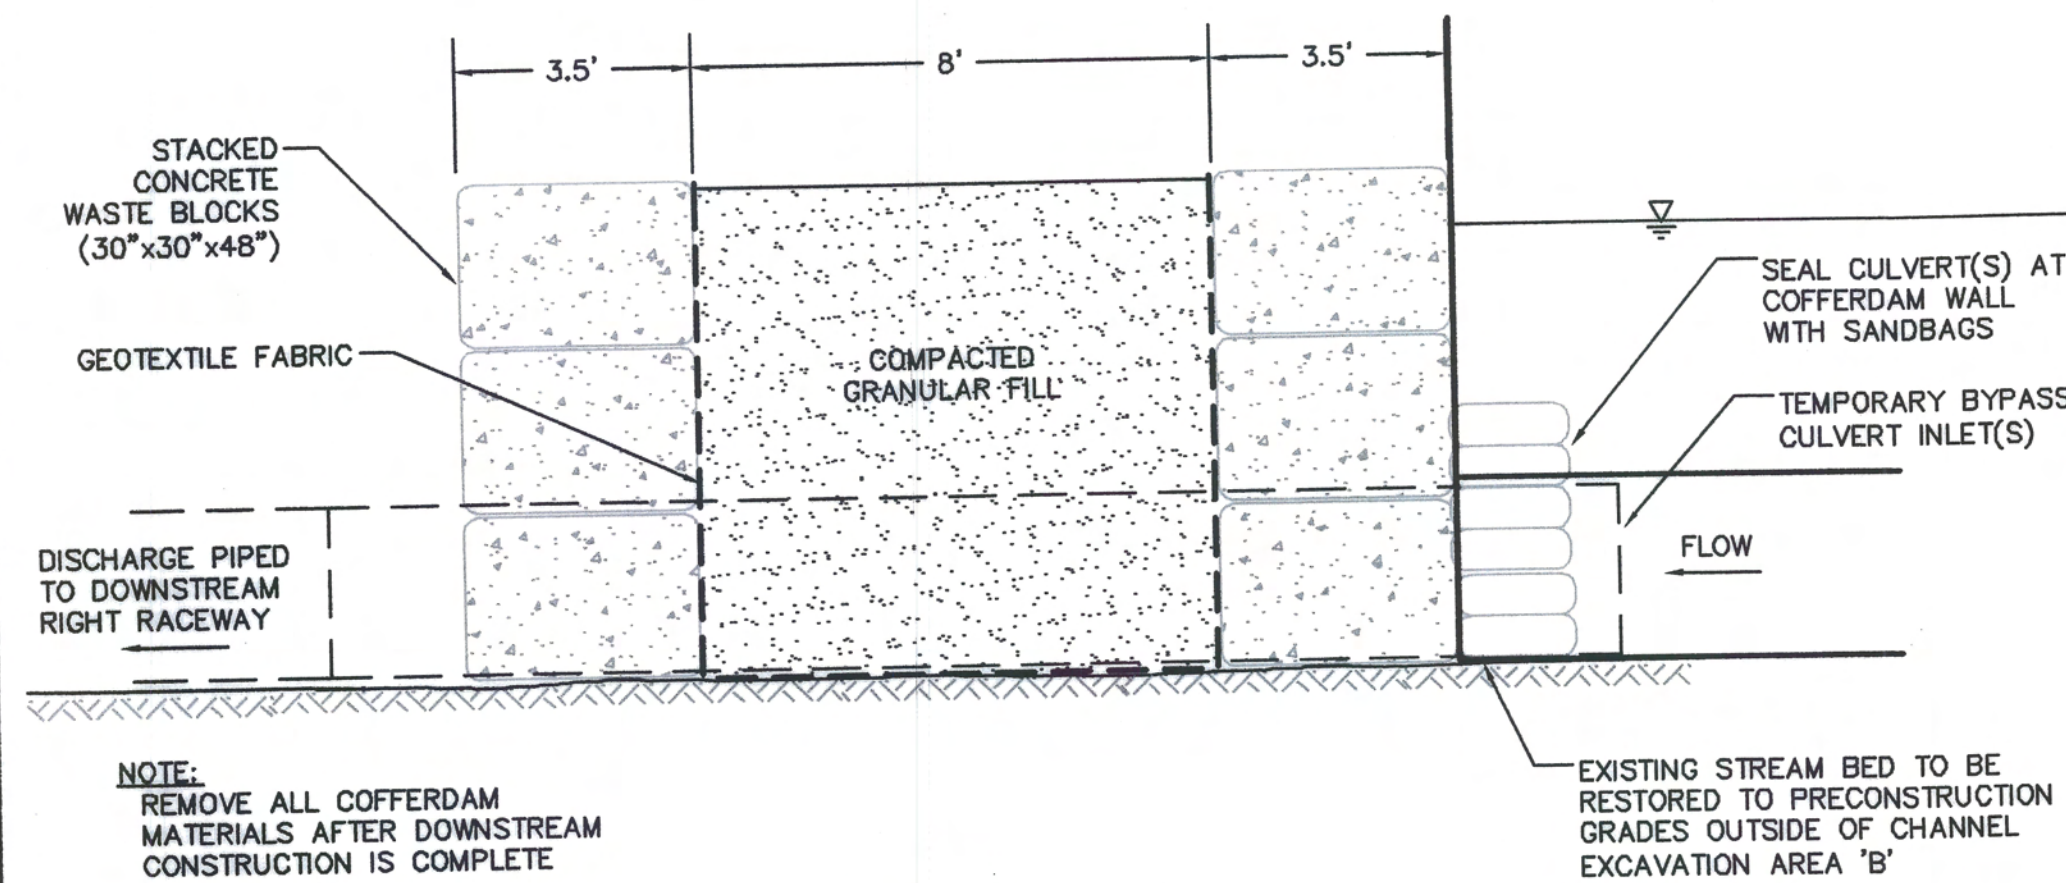 3.5'
8'
3.5'
STACKED
CONCRETE
WASTE BLOCKS
(30"x30"x48")
GEOTEXTILE FABRIC
COMPACTED
GRANULAR FILL
SEAL CULVERT(S) AT
COFFERDAM WALL
WITH SANDBAGS
TEMPORARY BYPASS
CULVERT INLET(S)
FLOW
DISCHARGE PIPED
TO DOWNSTREAM
RIGHT RACEWAY
NOTE:
REMOVE ALL COFFERDAM
MATERIALS AFTER DOWNSTREAM
CONSTRUCTION IS COMPLETE
EXISTING STREAM BED TO BE
RESTORED TO PRECONSTRUCTION
GRADES OUTSIDE OF CHANNEL
EXCAVATION AREA 'B'